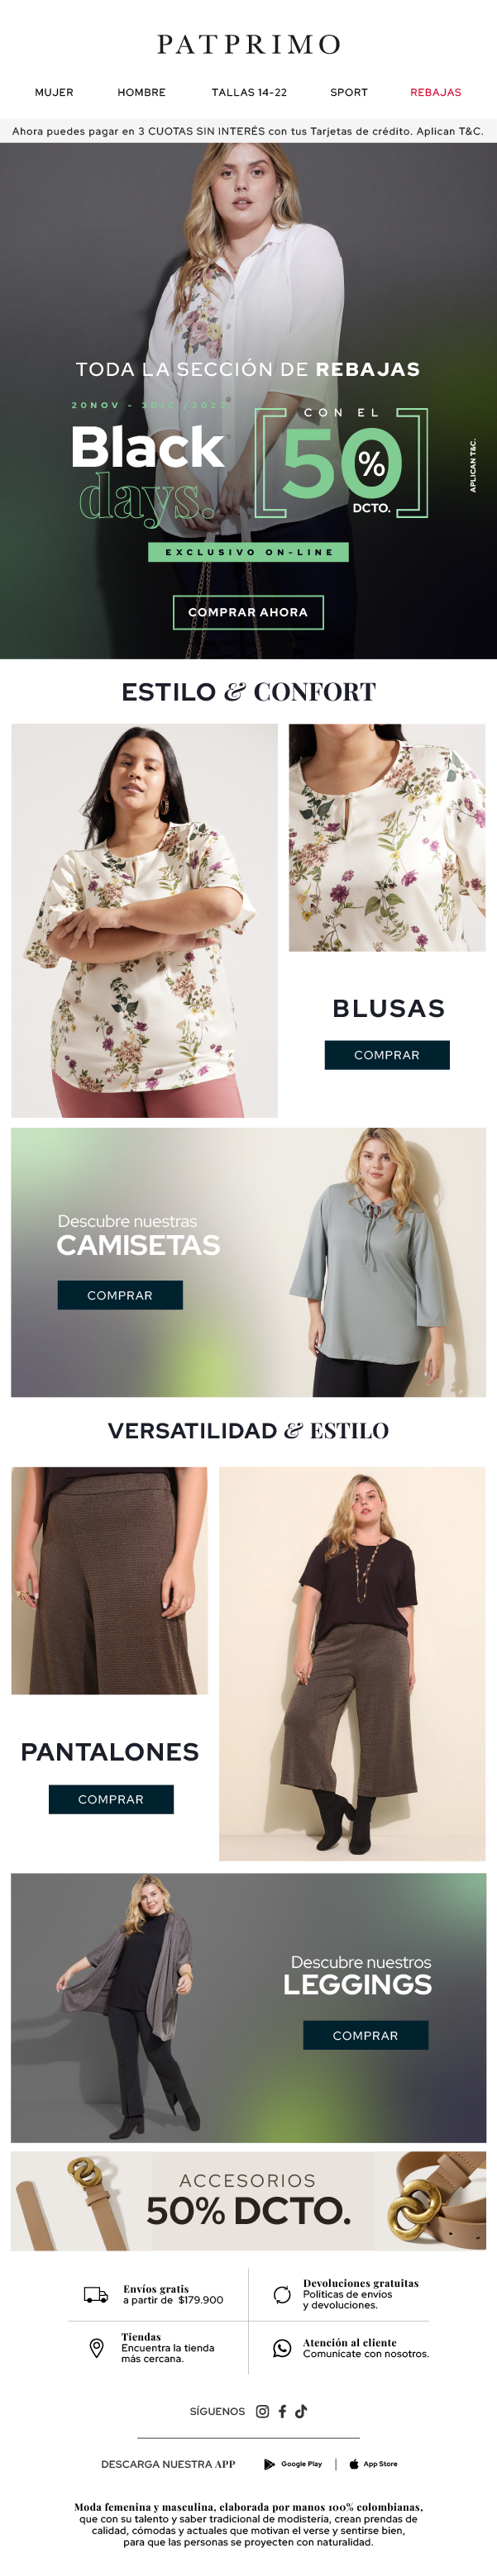 PATPRIMO
MUJER HOMBRE TALLAS 14-22 SPORT REBAJAS
Ahora puedes pagar en 3 CUOTAS SIN INTERÉS con tus Tarjetas de crédito. Aplican T&C.
TODA LA SECCIÓN DE REBAJAS
20NOV - 3DIC /2023
Black
days.
CON EL
50%
DCTO.
APLICAN T&C.
EXCLUSIVO ON-LINE
COMPRAR AHORA
ESTILO & CONFORT
BLUSAS
COMPRAR
Descubre nuestras
CAMISETAS
COMPRAR
VERSATILIDAD & ESTILO
PANTALONES
COMPRAR
Descubre nuestros
LEGGINGS
COMPRAR
ACCESORIOS
50% DCTO.
Envíos gratis
a partir de $179.900
Devoluciones gratuitas
Políticas de envíos
y devoluciones.
Tiendas
Encuentra la tienda
más cercana.
Atención al cliente
Comunicate con nosotros.
SÍGUENOS
DESCARGA NUESTRA APP
Google Play
App Store
Moda femenina y masculina, elaborada por manos 100% colombianas,
que con su talento y saber tradicional de modistería, crean prendas de
calidad, cómodas y actuales que motivan el verse y sentirse bien,
para que las personas se proyecten con naturalidad.